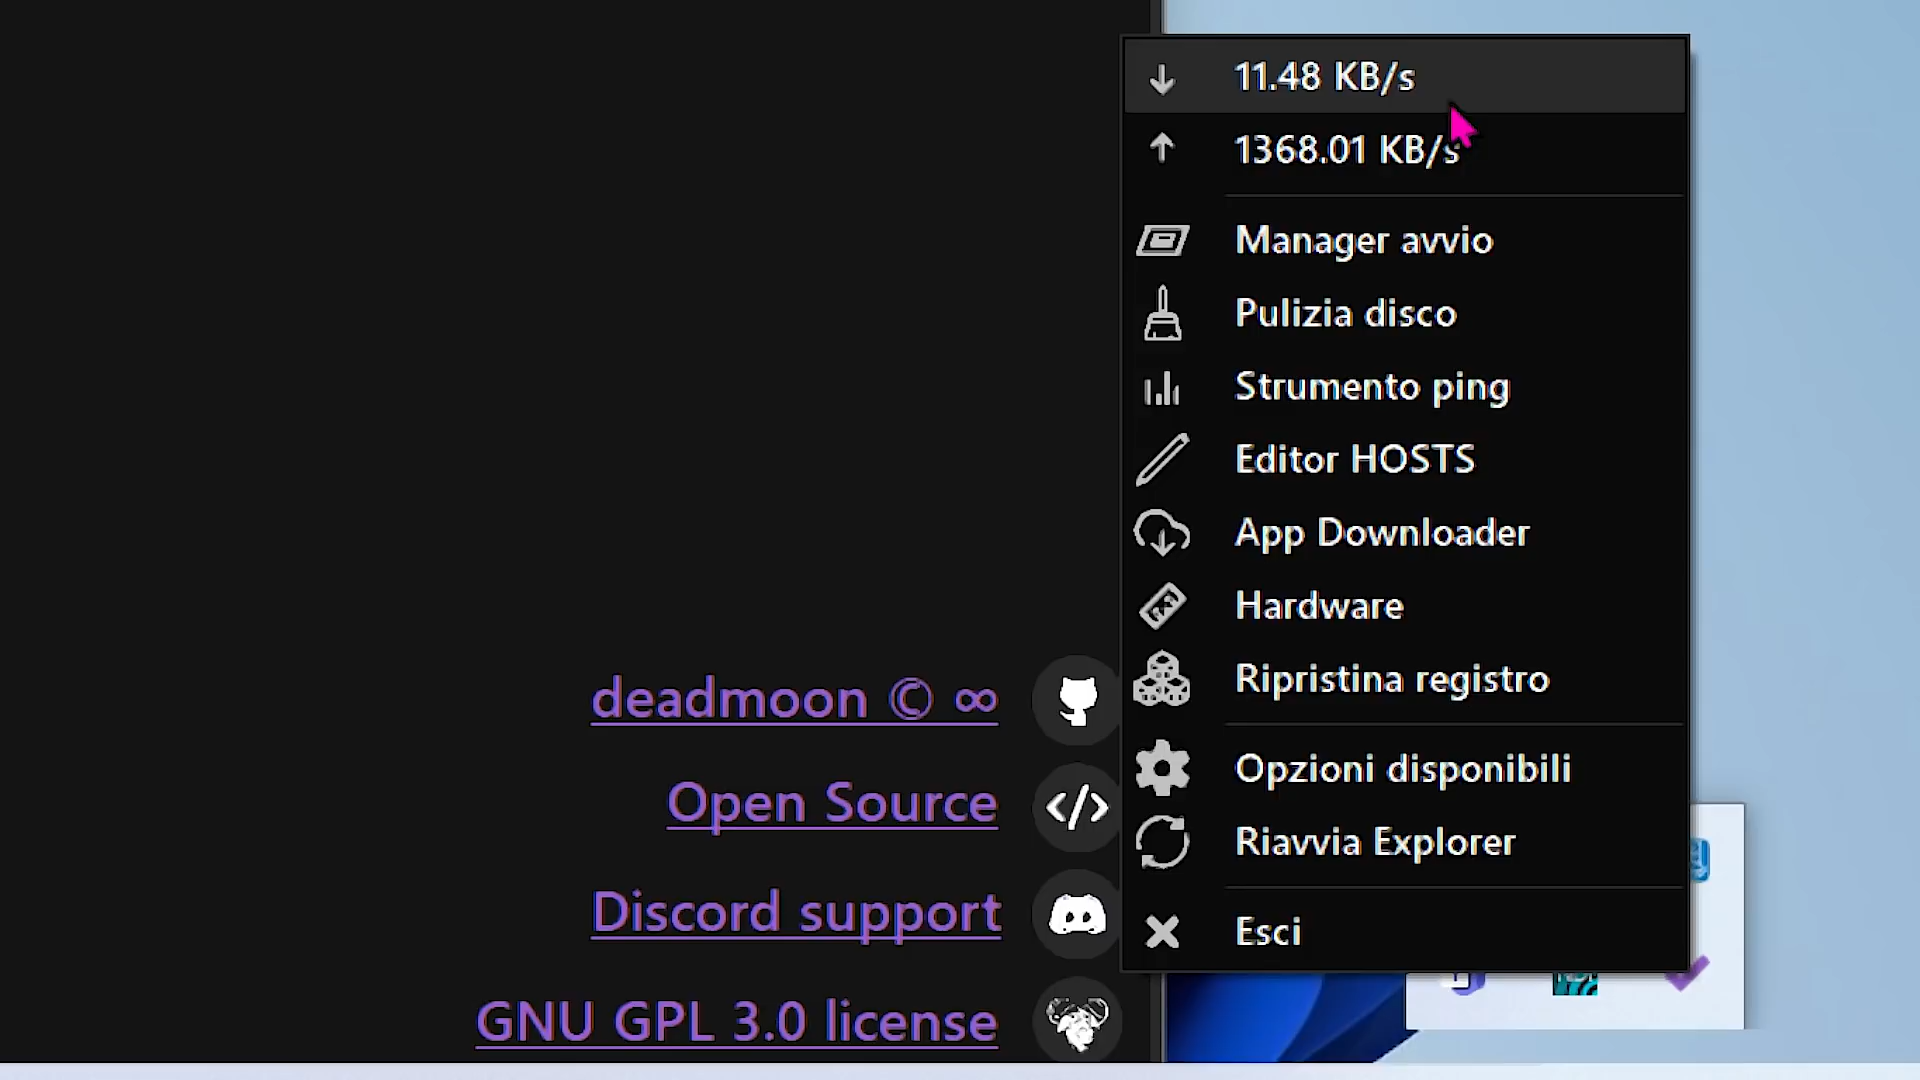 11.48 KB/s
1368.01 KB/s
Manager avvio
Pulizia disco
Strumento ping
Editor HOSTS
App Downloader
Hardware
Ripristina registro
Opzioni disponibili
Riavvia Explorer
Esci
deadmoon © ∞
Open Source
Discord support
GNU GPL 3.0 license